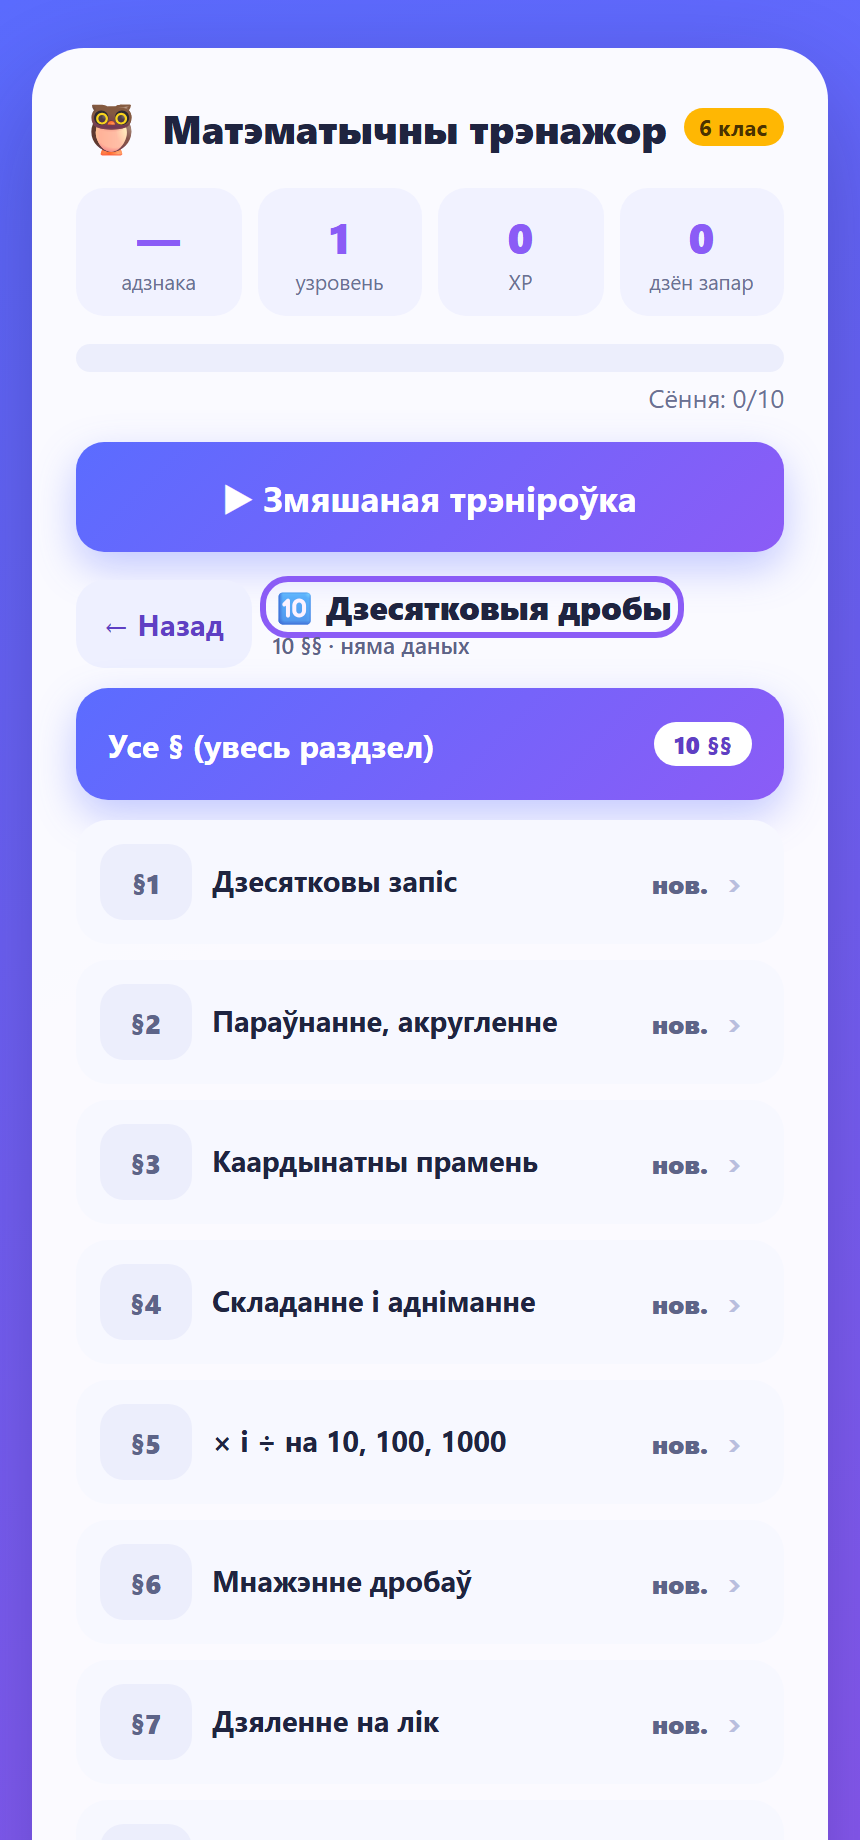 Матэматычны трэнажор
6 клас
—
адзнака
1
узровень
0
XP
0
дзён запар
Сёння: 0/10
▶ Змяшаная трэніроўка
← Назад
🔟 Дзесятковыя дробы
10 §§ · няма даных
Усе § (увесь раздзел)
10 §§
§1 Дзесятковы запіс нов. ›
§2 Параўнанне, акругленне нов. ›
§3 Каардынатны прамень нов. ›
§4 Складанне і адніманне нов. ›
§5 × і ÷ на 10, 100, 1000 нов. ›
§6 Мнажэнне дробаў нов. ›
§7 Дзяленне на лік нов. ›